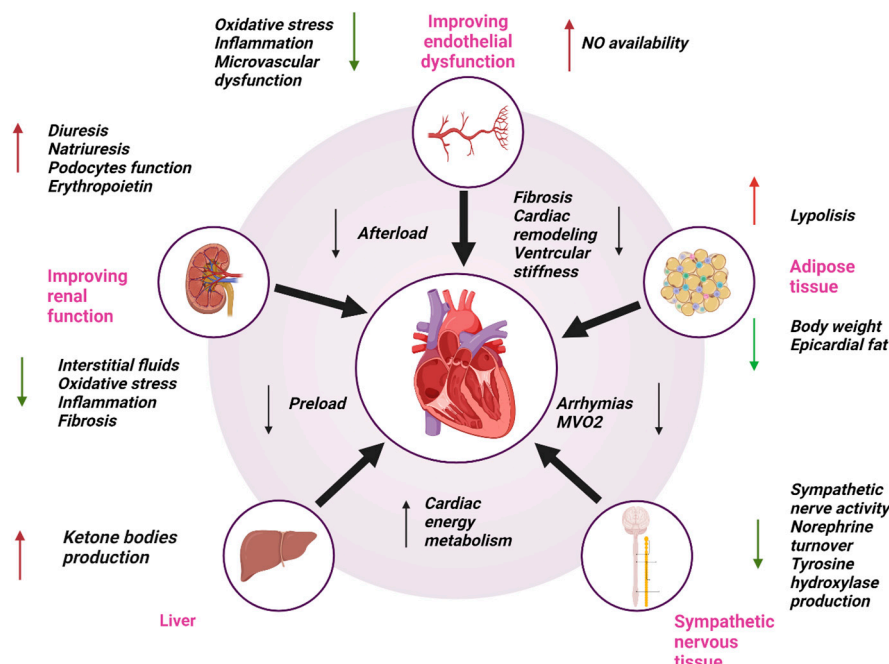 Oxidative stress
Inflammation
Microvascular
dysfunction
Improving
endothelial
dysfunction
NO availability
Diuresis
Natriuresis
Podocytes function
Erythropoietin
Afterload
Fibrosis
Cardiac
remodeling
Ventrcular
stiffness
Lypolisis
Improving
renal
function
Adipose
tissue
Body weight
Epicardial fat
Interstitial fluids
Oxidative stress
Inflammation
Fibrosis
Preload
Arrhymias
MVO2
Cardiac
energy
metabolism
Ketone bodies
production
Liver
Sympathetic
nerve activity
Norephrine
turnover
Tyrosine
hydroxylase
production
Sympathetic
nervous
tissue